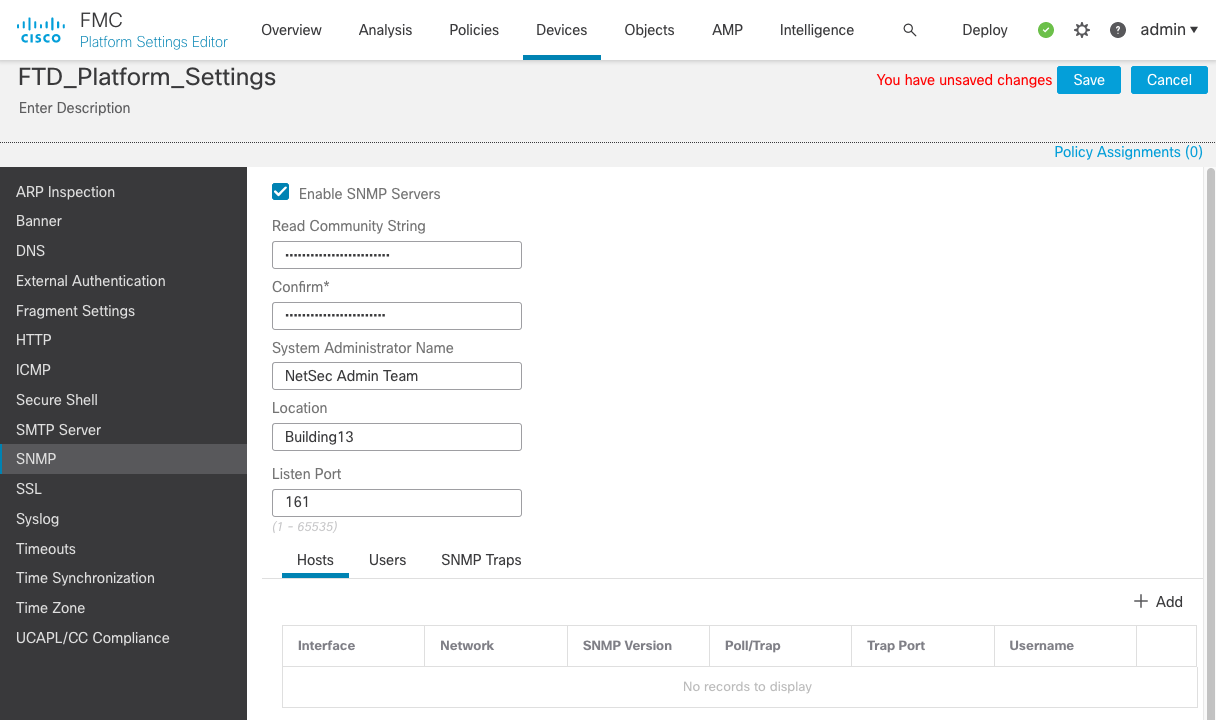 CISCO
FMC
Platform Settings Editor
Overview Analysis Policies Devices Objects AMP Intelligence Deploy ? admin
FTD_Platform_Settings
You have unsaved changes Save Cancel
Enter Description
Policy Assignments (0)
ARP Inspection
Banner
DNS
External Authentication
Fragment Settings
HTTP
ICMP
Secure Shell
SMTP Server
SNMP
SSL
Syslog
Timeouts
Time Synchronization
Time Zone
UCAPL/CC Compliance
Enable SNMP Servers
Read Community String
Confirm*
System Administrator Name
NetSec Admin Team
Location
Building13
Listen Port
161
(1 - 65535)
Hosts Users SNMP Traps
+ Add
Interface Network SNMP Version Poll/Trap Trap Port Username
No records to display